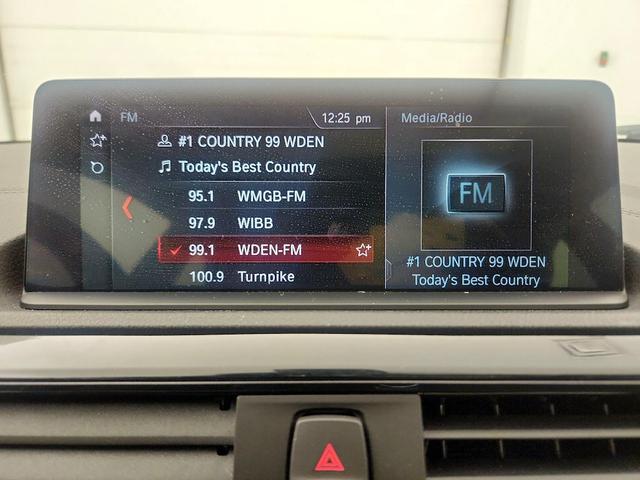 FM
12:25 pm
Media/Radio
#1 COUNTRY 99 WDEN
Today's Best Country
95.1 WMGB-FM
97.9 WIBB
99.1 WDEN-FM
100.9 Turnpike
FM
#1 COUNTRY 99 WDEN
Today's Best Country